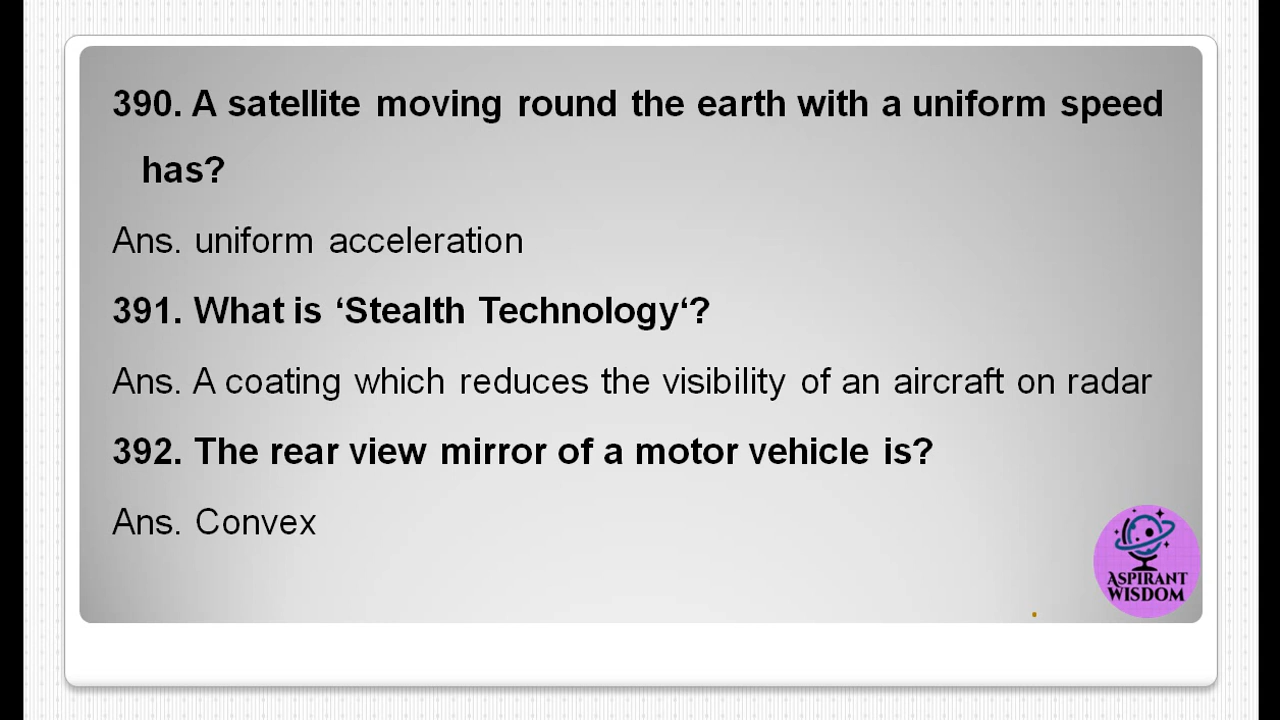 390. A satellite moving round the earth with a uniform speed
has?
Ans. uniform acceleration
391. What is ‘Stealth Technology‘?
Ans. A coating which reduces the visibility of an aircraft on radar
392. The rear view mirror of a motor vehicle is?
Ans. Convex
ASPIRANT
WISDOM